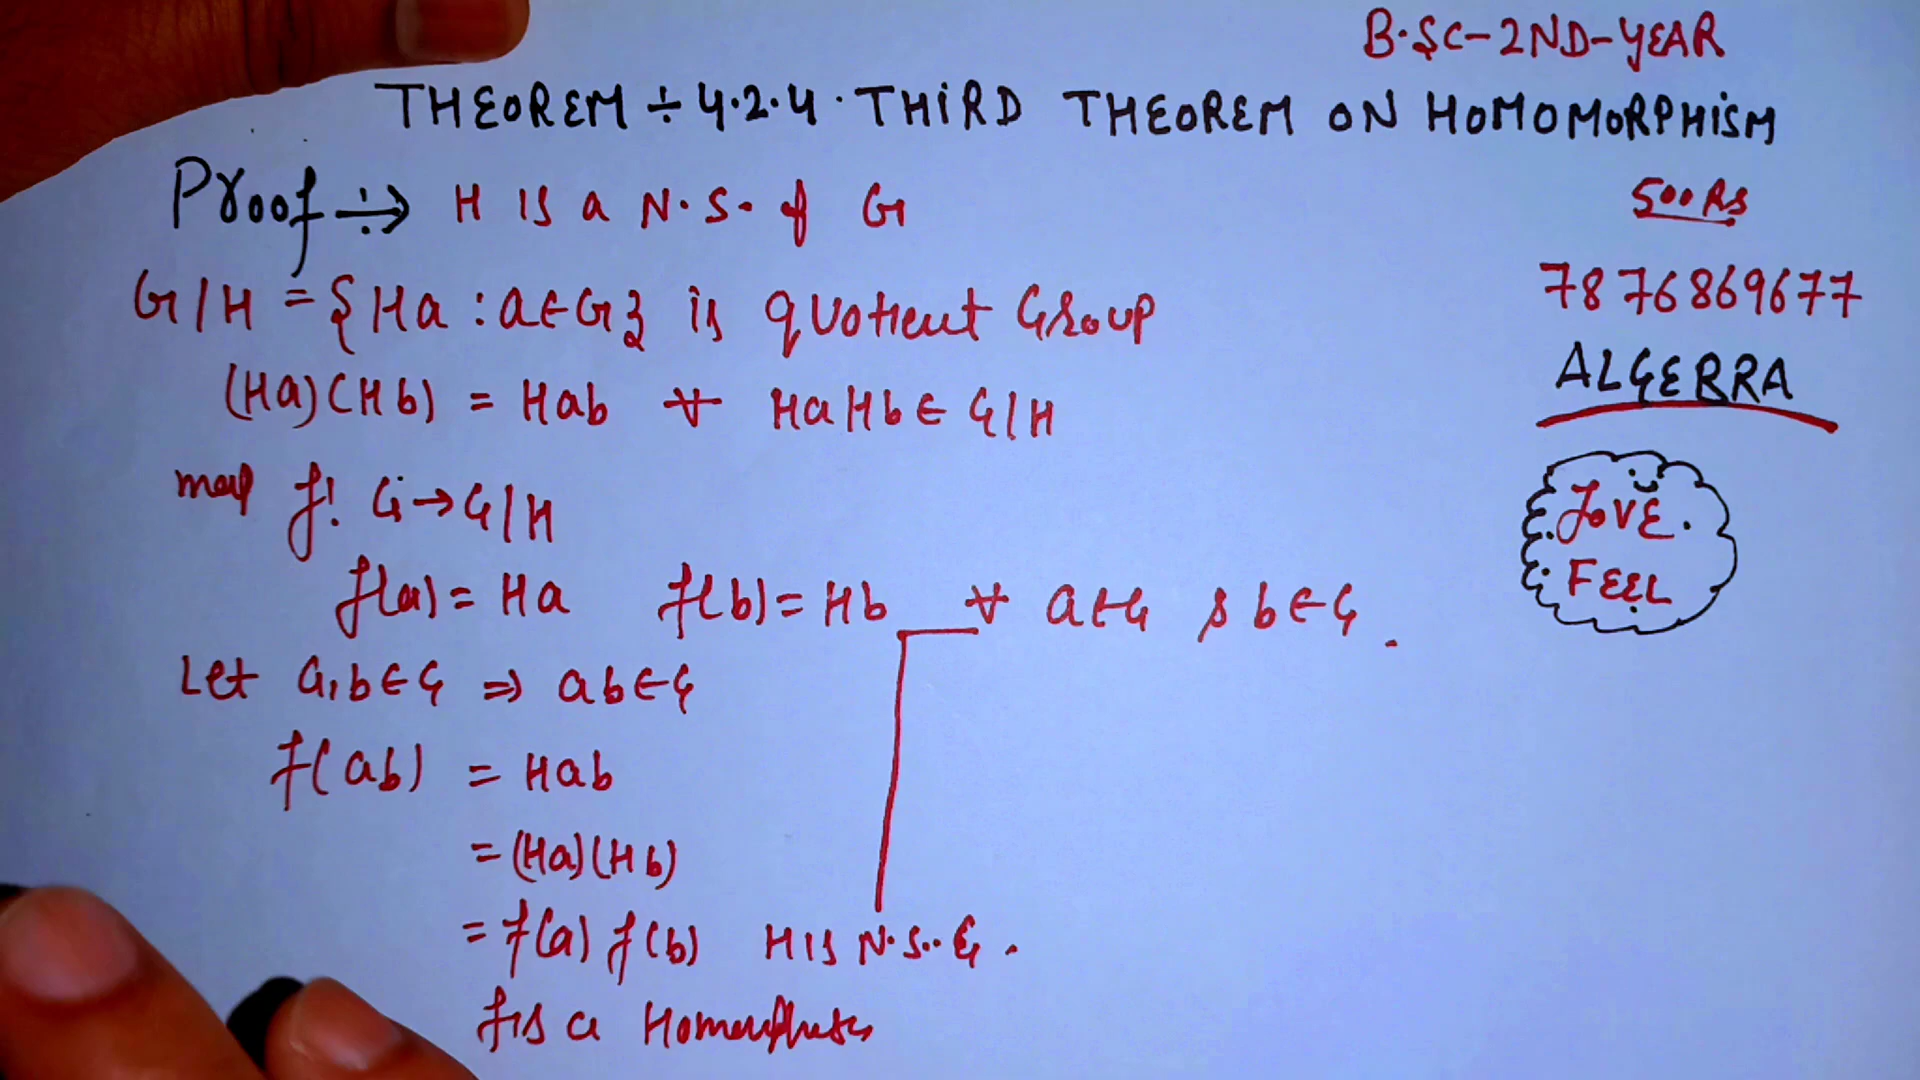 B.SC-2ND-YEAR
THEOREM ÷ 4.2.4. THIRD THEOREM ON HOMOMORPHISM
Proof ÷> H IS a N.S. of G
500 Rs
G/H = {Ha : a∈G} is quotient Group
7876869677
(Ha)(Hb) = Hab ∀ Ha Hb ∈ G/H
ALGEBRA
map f: G→G/H
LOVE.
FEEL
f(a) = Ha f(b) = Hb ∀ a∈G & b∈G.
Let a,b∈G ⇒ ab∈G
f(ab) = Hab
= (Ha)(Hb)
= f(a) f(b) H IS N.S.. G.
f is a